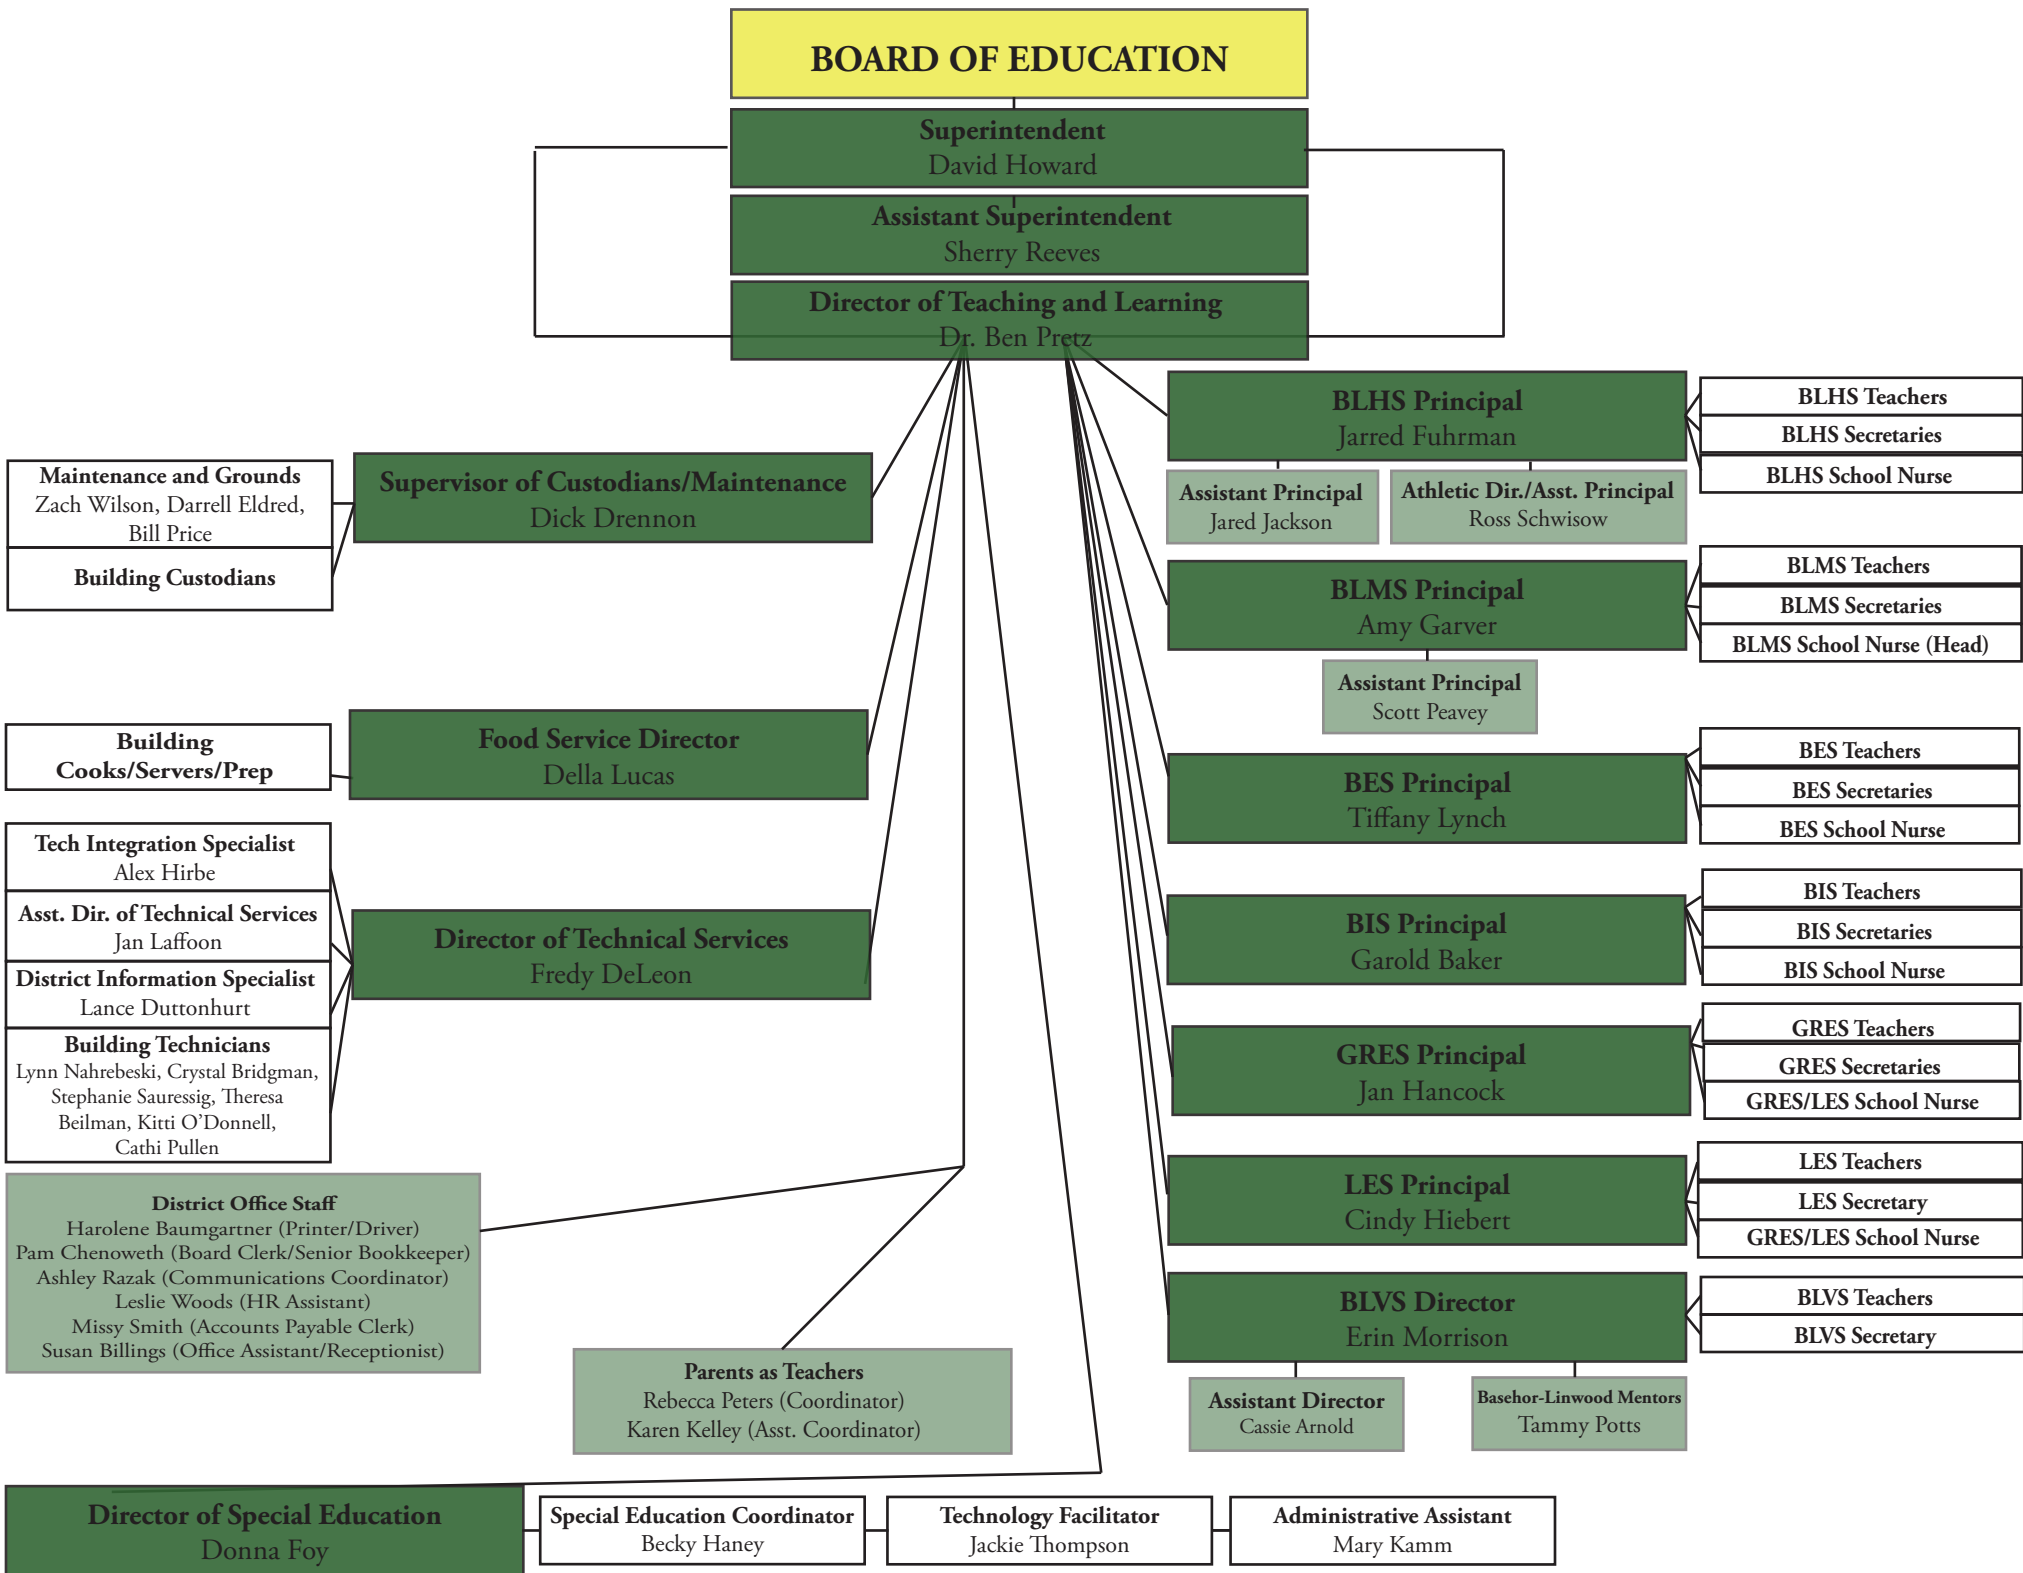 BOARD OF EDUCATION
Superintendent
David Howard
Assistant Superintendent
Sherry Reeves
Director of Teaching and Learning
Dr. Ben Pretz
Maintenance and Grounds
Zach Wilson, Darrell Eldred,
Bill Price
Building Custodians
Supervisor of Custodians/Maintenance
Dick Drennon
Building
Cooks/Servers/Prep
Food Service Director
Della Lucas
Tech Integration Specialist
Alex Hirbe
Asst. Dir. of Technical Services
Jan Laffoon
District Information Specialist
Lance Duttonhurt
Building Technicians
Lynn Nahrebeski, Crystal Bridgman,
Stephanie Sauressig, Theresa
Beilman, Kitti O’Donnell,
Cathi Pullen
Director of Technical Services
Fredy DeLeon
District Office Staff
Harolene Baumgartner (Printer/Driver)
Pam Chenoweth (Board Clerk/Senior Bookkeeper)
Ashley Razak (Communications Coordinator)
Leslie Woods (HR Assistant)
Missy Smith (Accounts Payable Clerk)
Susan Billings (Office Assistant/Receptionist)
Parents as Teachers
Rebecca Peters (Coordinator)
Karen Kelley (Asst. Coordinator)
BLHS Principal
Jarred Fuhrman
Assistant Principal
Jared Jackson
Athletic Dir./Asst. Principal
Ross Schwisow
BLHS Teachers
BLHS Secretaries
BLHS School Nurse
BLMS Principal
Amy Garver
Assistant Principal
Scott Peavey
BLMS Teachers
BLMS Secretaries
BLMS School Nurse (Head)
BES Principal
Tiffany Lynch
BES Teachers
BES Secretaries
BES School Nurse
BIS Principal
Garold Baker
BIS Teachers
BIS Secretaries
BIS School Nurse
GRES Principal
Jan Hancock
GRES Teachers
GRES Secretaries
GRES/LES School Nurse
LES Principal
Cindy Hiebert
LES Teachers
LES Secretary
GRES/LES School Nurse
BLVS Director
Erin Morrison
BLVS Teachers
BLVS Secretary
Assistant Director
Cassie Arnold
Basehor-Linwood Mentors
Tammy Potts
Director of Special Education
Donna Foy
Special Education Coordinator
Becky Haney
Technology Facilitator
Jackie Thompson
Administrative Assistant
Mary Kamm